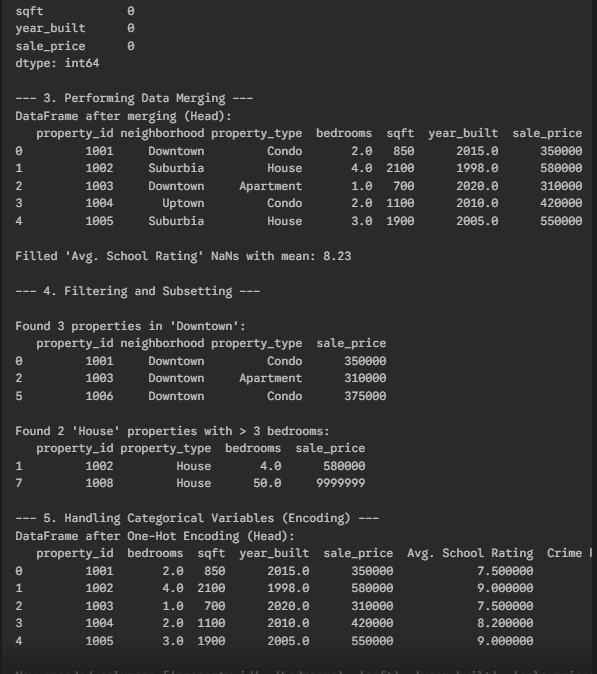 sqft 0
year_built 0
sale_price 0
dtype: int64
--- 3. Performing Data Merging ---
DataFrame after merging (Head):
property_id neighborhood property_type bedrooms sqft year_built sale_price
0 1001 Downtown Condo 2.0 850 2015.0 350000
1 1002 Suburbia House 4.0 2100 1998.0 580000
2 1003 Downtown Apartment 1.0 700 2020.0 310000
3 1004 Uptown Condo 2.0 1100 2010.0 420000
4 1005 Suburbia House 3.0 1900 2005.0 550000
Filled 'Avg. School Rating' NaNs with mean: 8.23
--- 4. Filtering and Subsetting ---
Found 3 properties in 'Downtown':
property_id neighborhood property_type sale_price
0 1001 Downtown Condo 350000
2 1003 Downtown Apartment 310000
5 1006 Downtown Condo 375000
Found 2 'House' properties with > 3 bedrooms:
property_id property_type bedrooms sale_price
1 1002 House 4.0 580000
7 1008 House 50.0 9999999
--- 5. Handling Categorical Variables (Encoding) ---
DataFrame after One-Hot Encoding (Head):
property_id bedrooms sqft year_built sale_price Avg. School Rating Crime
0 1001 2.0 850 2015.0 350000 7.500000
1 1002 4.0 2100 1998.0 580000 9.000000
2 1003 1.0 700 2020.0 310000 7.500000
3 1004 2.0 1100 2010.0 420000 8.200000
4 1005 3.0 1900 2005.0 550000 9.000000